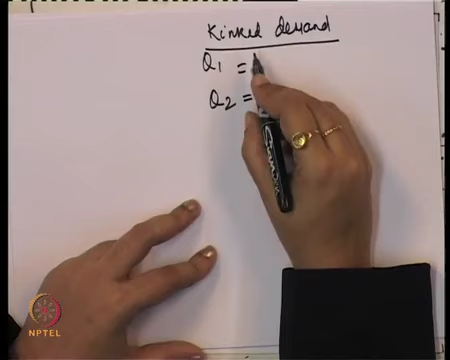 Kinked demand
Q1 =
Q2 =
NPTEL